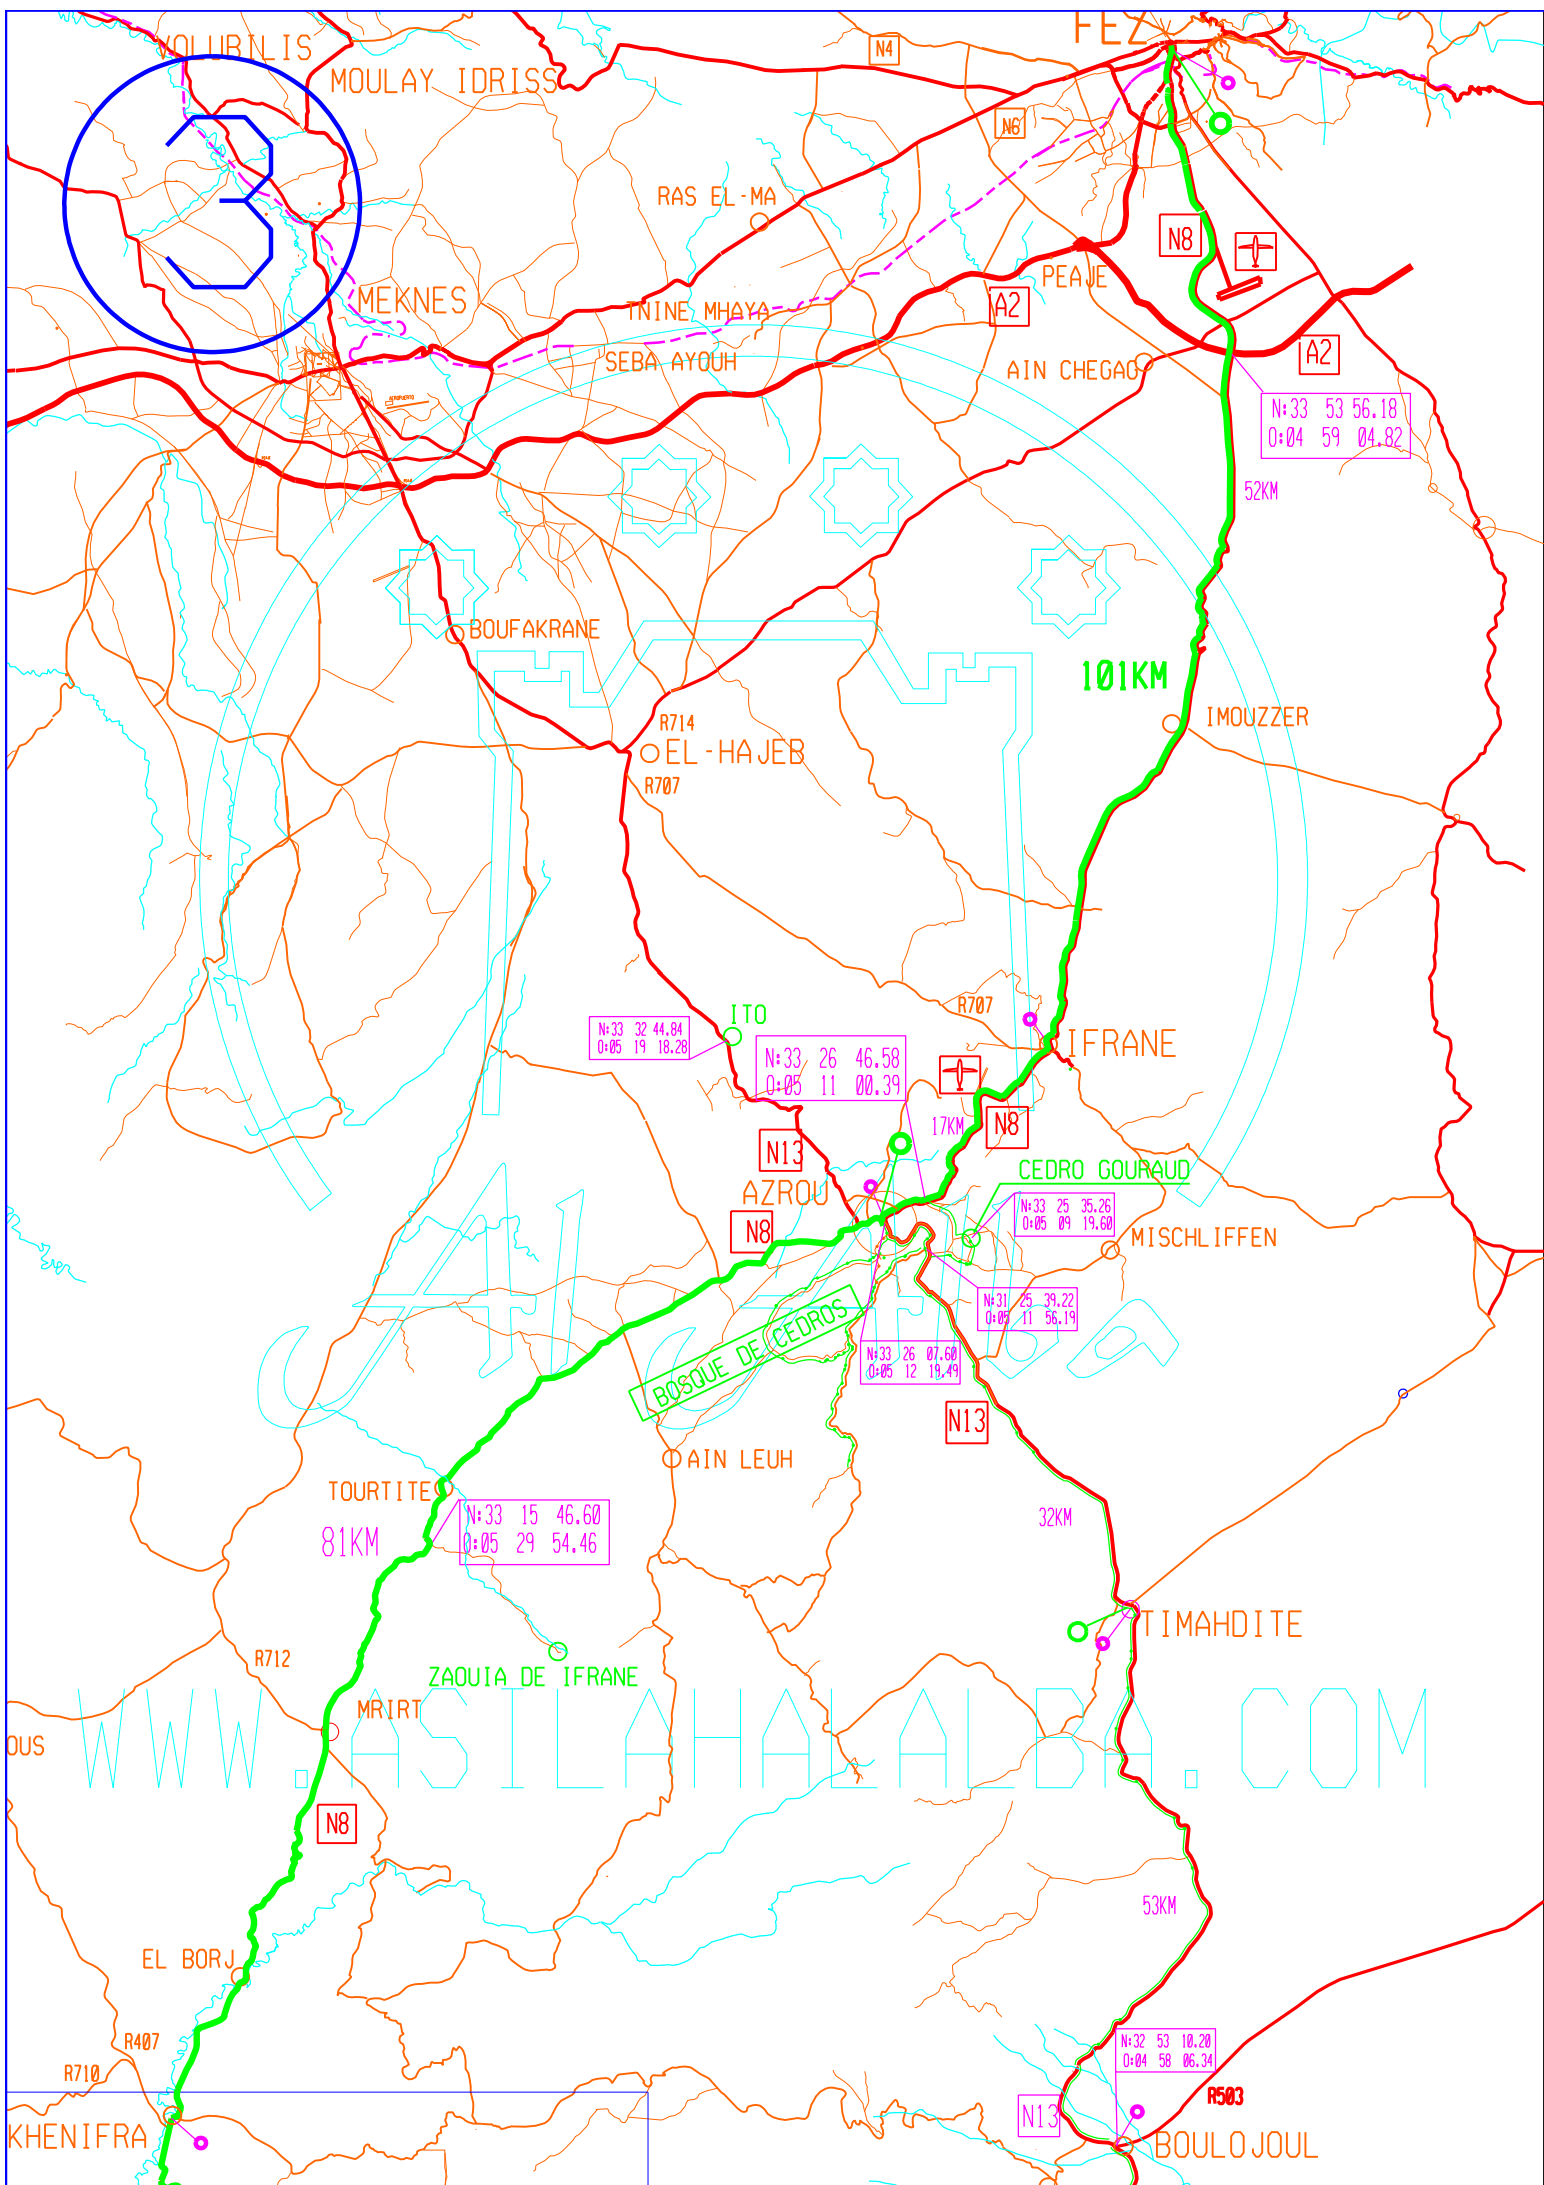 FEZ
VOLUBILIS
N4
MOULAY IDRISS
3
N6
RAS EL-MA
N8
PEAJE
MEKNES
A2
TNINE MHAYA
A2
SEBA AYOUH
AIN CHEGAG
AEROPUERTO
N:33 53 56.18
O:04 59 04.82
52KM
BOUFAKRANE
101KM
IMOUZZER
R714
EL-HAJEB
R707
R707
ITO
N:33 32 44.84
O:05 19 18.28
IFRANE
N:33 26 46.58
O:05 11 00.39
17KM
N8
N13
CEDRO GOURAUD
AZROU
N:33 25 35.26
O:05 09 19.60
N8
MISCHLIFFEN
N:31 25 39.22
O:05 11 56.19
BOSQUE DE CEDROS
N:33 26 07.60
O:05 12 19.49
N13
AIN LEUH
TOURTITE
N:33 15 46.60
O:05 29 54.46
32KM
81KM
TIMAHDITE
R712
ZAOUIA DE IFRANE
MRIRT
OUS
WWW.ASILAHALALBA.COM
N8
53KM
EL BORJ
R407
N:32 53 10.20
O:04 58 06.34
R710
R503
N13
KHENIFRA
BOULOJOUL